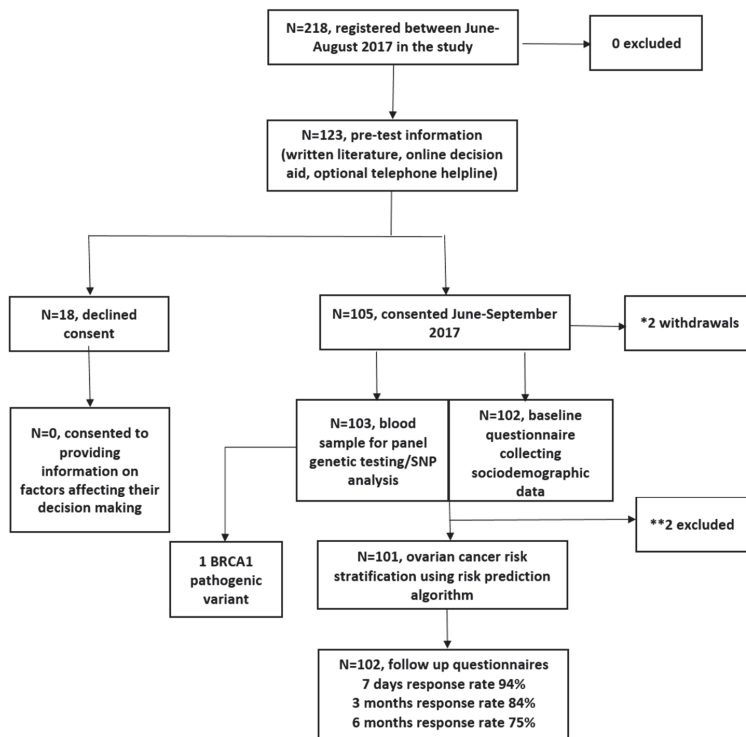 N=218, registered between June-
August 2017 in the study
0 excluded
N=123, pre-test information
(written literature, online decision
aid, optional telephone helpline)
N=18, declined
consent
N=105, consented June-September
2017
*2 withdrawals
N=0, consented to
providing information on
factors affecting their
decision making
N=103, blood
sample for panel
genetic testing/SNP
analysis
N=102, baseline
questionnaire
collecting
sociodemographic
data
**2 excluded
1 BRCA1
pathogenic
variant
N=101, ovarian cancer risk
stratification using risk prediction
algorithm
N=102, follow up questionnaires
7 days response rate 94%
3 months response rate 84%
6 months response rate 75%